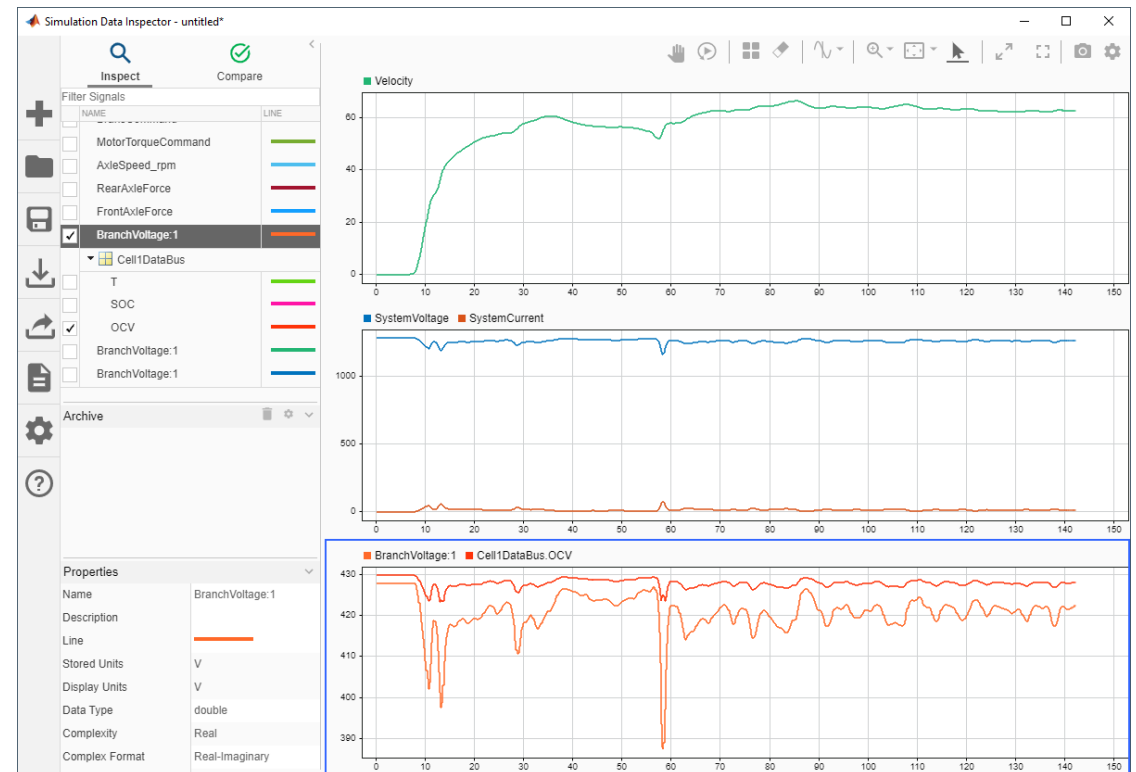 Simulation Data Inspector - untitled*
Inspect
Compare
Filter Signals
NAME LINE
MotorTorqueCommand
AxleSpeed_rpm
RearAxleForce
FrontAxleForce
BranchVoltage:1
Cell1DataBus
T
SOC
OCV
BranchVoltage:1
BranchVoltage:1
Archive
Properties
Name BranchVoltage:1
Description
Line
Stored Units V
Display Units V
Data Type double
Complexity Real
Complex Format Real-Imaginary
Velocity
60
40
20
0
0 10 20 30 40 50 60 70 80 90 100 110 120 130 140 150
SystemVoltage SystemCurrent
1000
500
0
0 10 20 30 40 50 60 70 80 90 100 110 120 130 140 150
BranchVoltage:1 Cell1DataBus.OCV
430
420
410
400
390
0 10 20 30 40 50 60 70 80 90 100 110 120 130 140 150